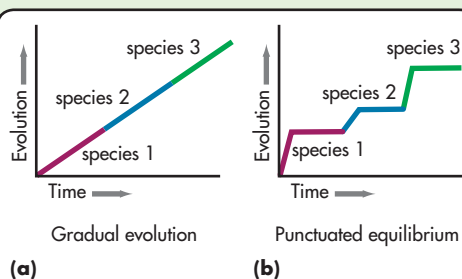 species 3
species 2
species 1
Evolution
Time
Gradual evolution
(a)
species 3
species 2
species 1
Evolution
Time
Punctuated equilibrium
(b)